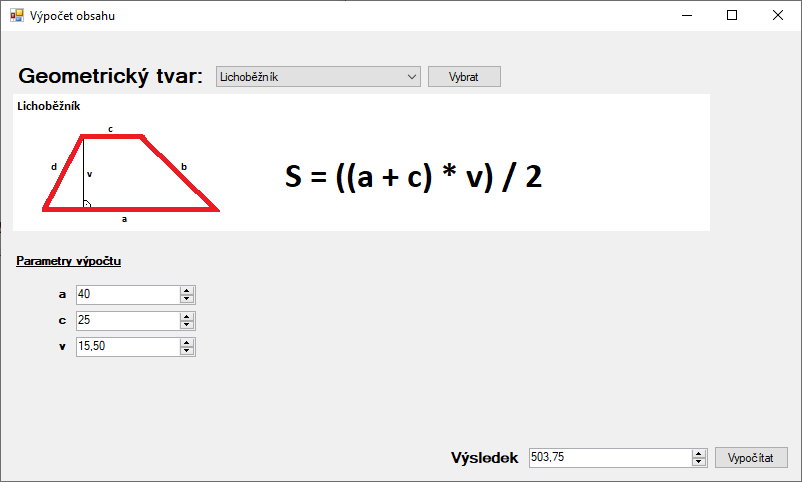 Výpočet obsahu
Geometrický tvar: Lichoběžník Vybrat
Lichoběžník
c
d b
v
a
S = ((a + c) * v) / 2
Parametry výpočtu
a 40
c 25
v 15,50
Výsledek 503,75 Vypočítat